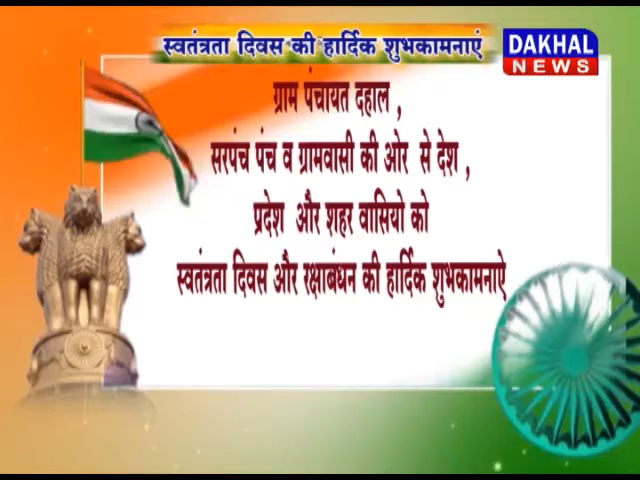 स्वतंत्रता दिवस की हार्दिक शुभकामनाएं
DAKHAL
NEWS
ग्राम पंचायत दहाल ,
सरपंच पंच व ग्रामवासी की ओर से देश ,
प्रदेश और शहर वासियो को
स्वतंत्रता दिवस और रक्षाबंधन की हार्दिक शुभकामनाऐ